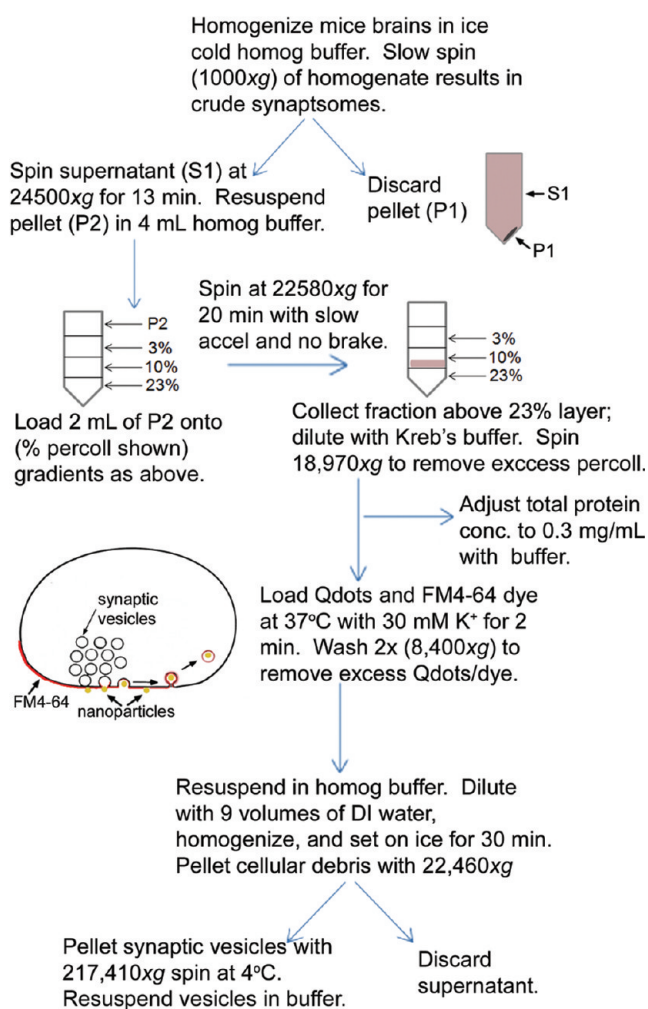 Homogenize mice brains in ice
cold homog buffer.  Slow spin
(1000xg) of homogenate results in
crude synaptsomes.
Spin supernatant (S1) at
24500xg for 13 min.  Resuspend
pellet (P2) in 4 mL homog buffer.
Discard
pellet (P1)
S1
P1
P2
3%
10%
23%
Spin at 22580xg for
20 min with slow
accel and no brake.
3%
10%
23%
Load 2 mL of P2 onto
(% percoll shown)
gradients as above.
Collect fraction above 23% layer;
dilute with Kreb's buffer.  Spin
18,970xg to remove exccess percoll.
Adjust total protein
conc. to 0.3 mg/mL
with  buffer.
synaptic
vesicles
FM4-64
nanoparticles
Load Qdots and FM4-64 dye
at 37ºC with 30 mM K⁺ for 2
min.  Wash 2x (8,400xg) to
remove excess Qdots/dye.
Resuspend in homog buffer.  Dilute
with 9 volumes of DI water,
homogenize, and set on ice for 30 min.
Pellet cellular debris with 22,460xg
Pellet synaptic vesicles with
217,410xg spin at 4ºC.
Resuspend vesicles in buffer.
Discard
supernatant.